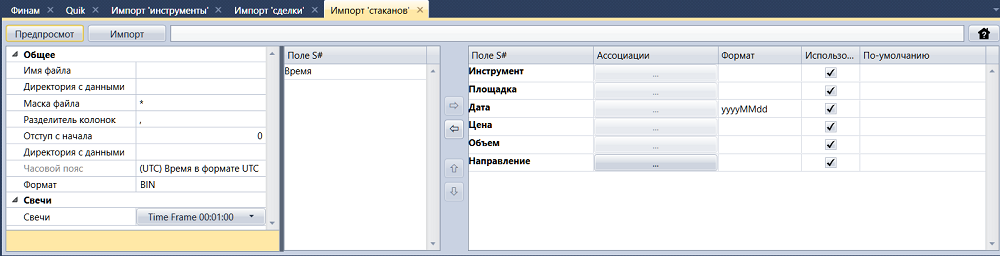 Финам × Quik × Импорт 'инструменты' × Импорт 'сделки' × Импорт 'стаканов' ×
Предпросмот Импорт
Общее
Имя файла
Директория с данными
Маска файла *
Разделитель колонок ,
Отступ с начала 0
Директория с данными
Часовой пояс (UTC) Время в формате UTC
Формат BIN
Свечи
Свечи Time Frame 00:01:00
Поле S#
Время
Поле S# Ассоциации Формат Использо... По-умолчанию
Инструмент ...
Площадка ...
Дата ... yyyyMMdd
Цена ...
Объем ...
Направление ...